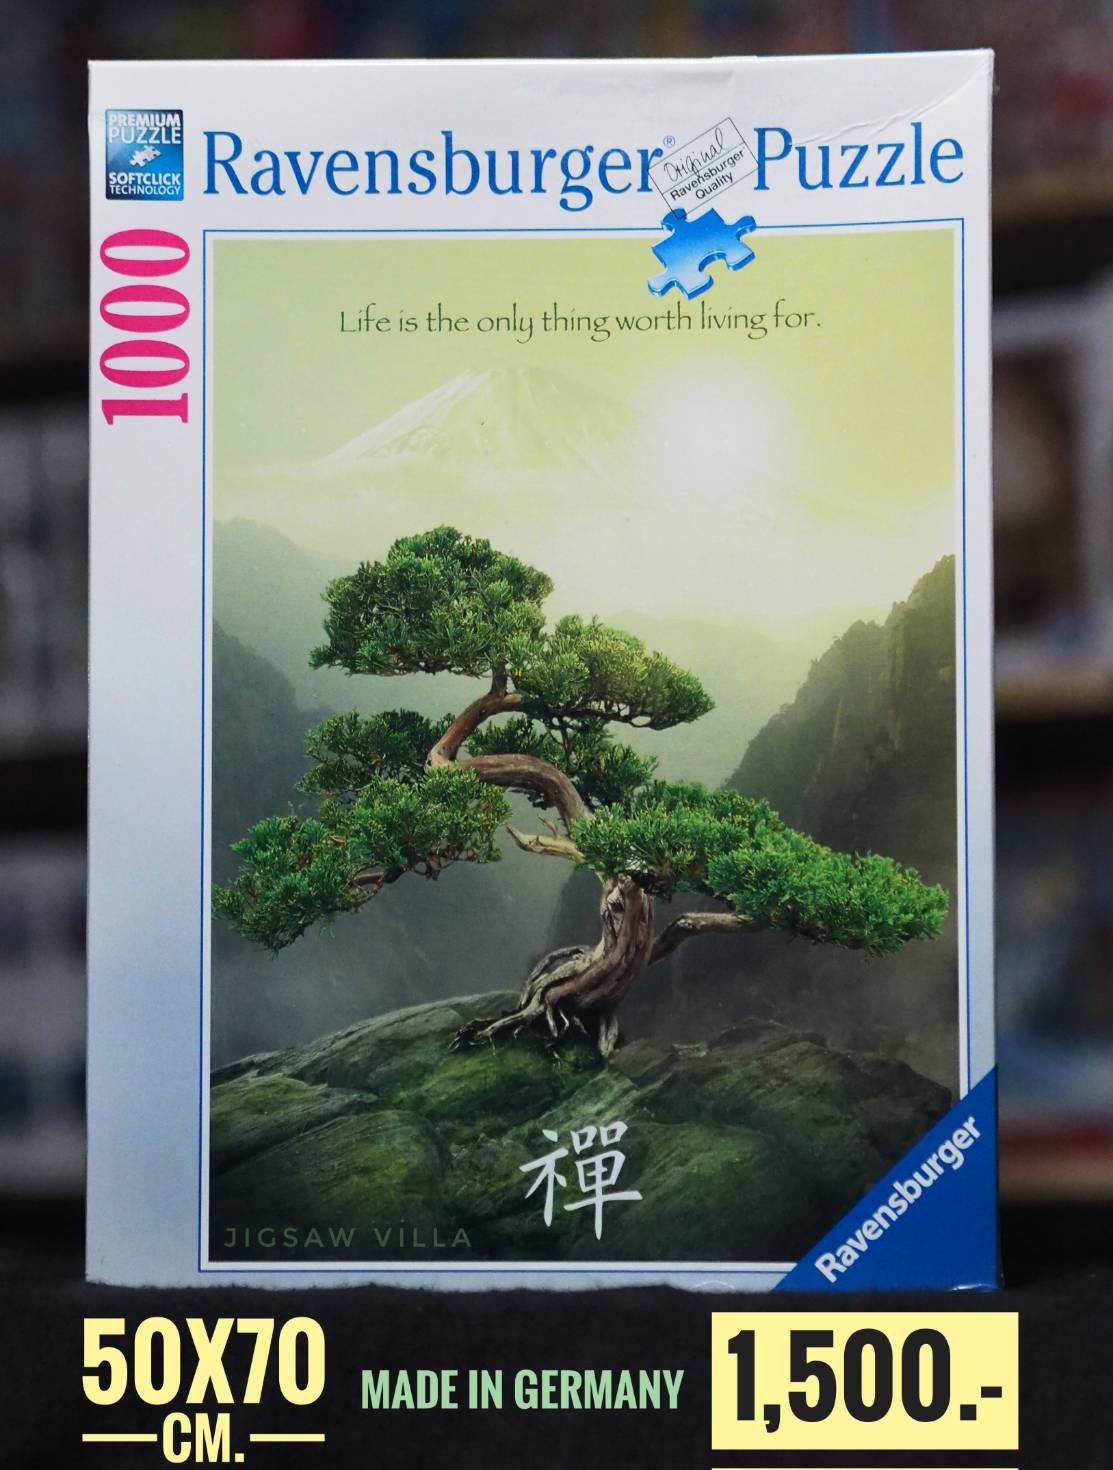 PREMIUM
PUZZLE
SOFTCLICK
TECHNOLOGY
Ravensburger® Puzzle
Original
Ravensburger
Quality
1000
Life is the only thing worth living for.
禪
JIGSAW VILLA
Ravensburger
50X70
CM.
MADE IN GERMANY
1,500.-